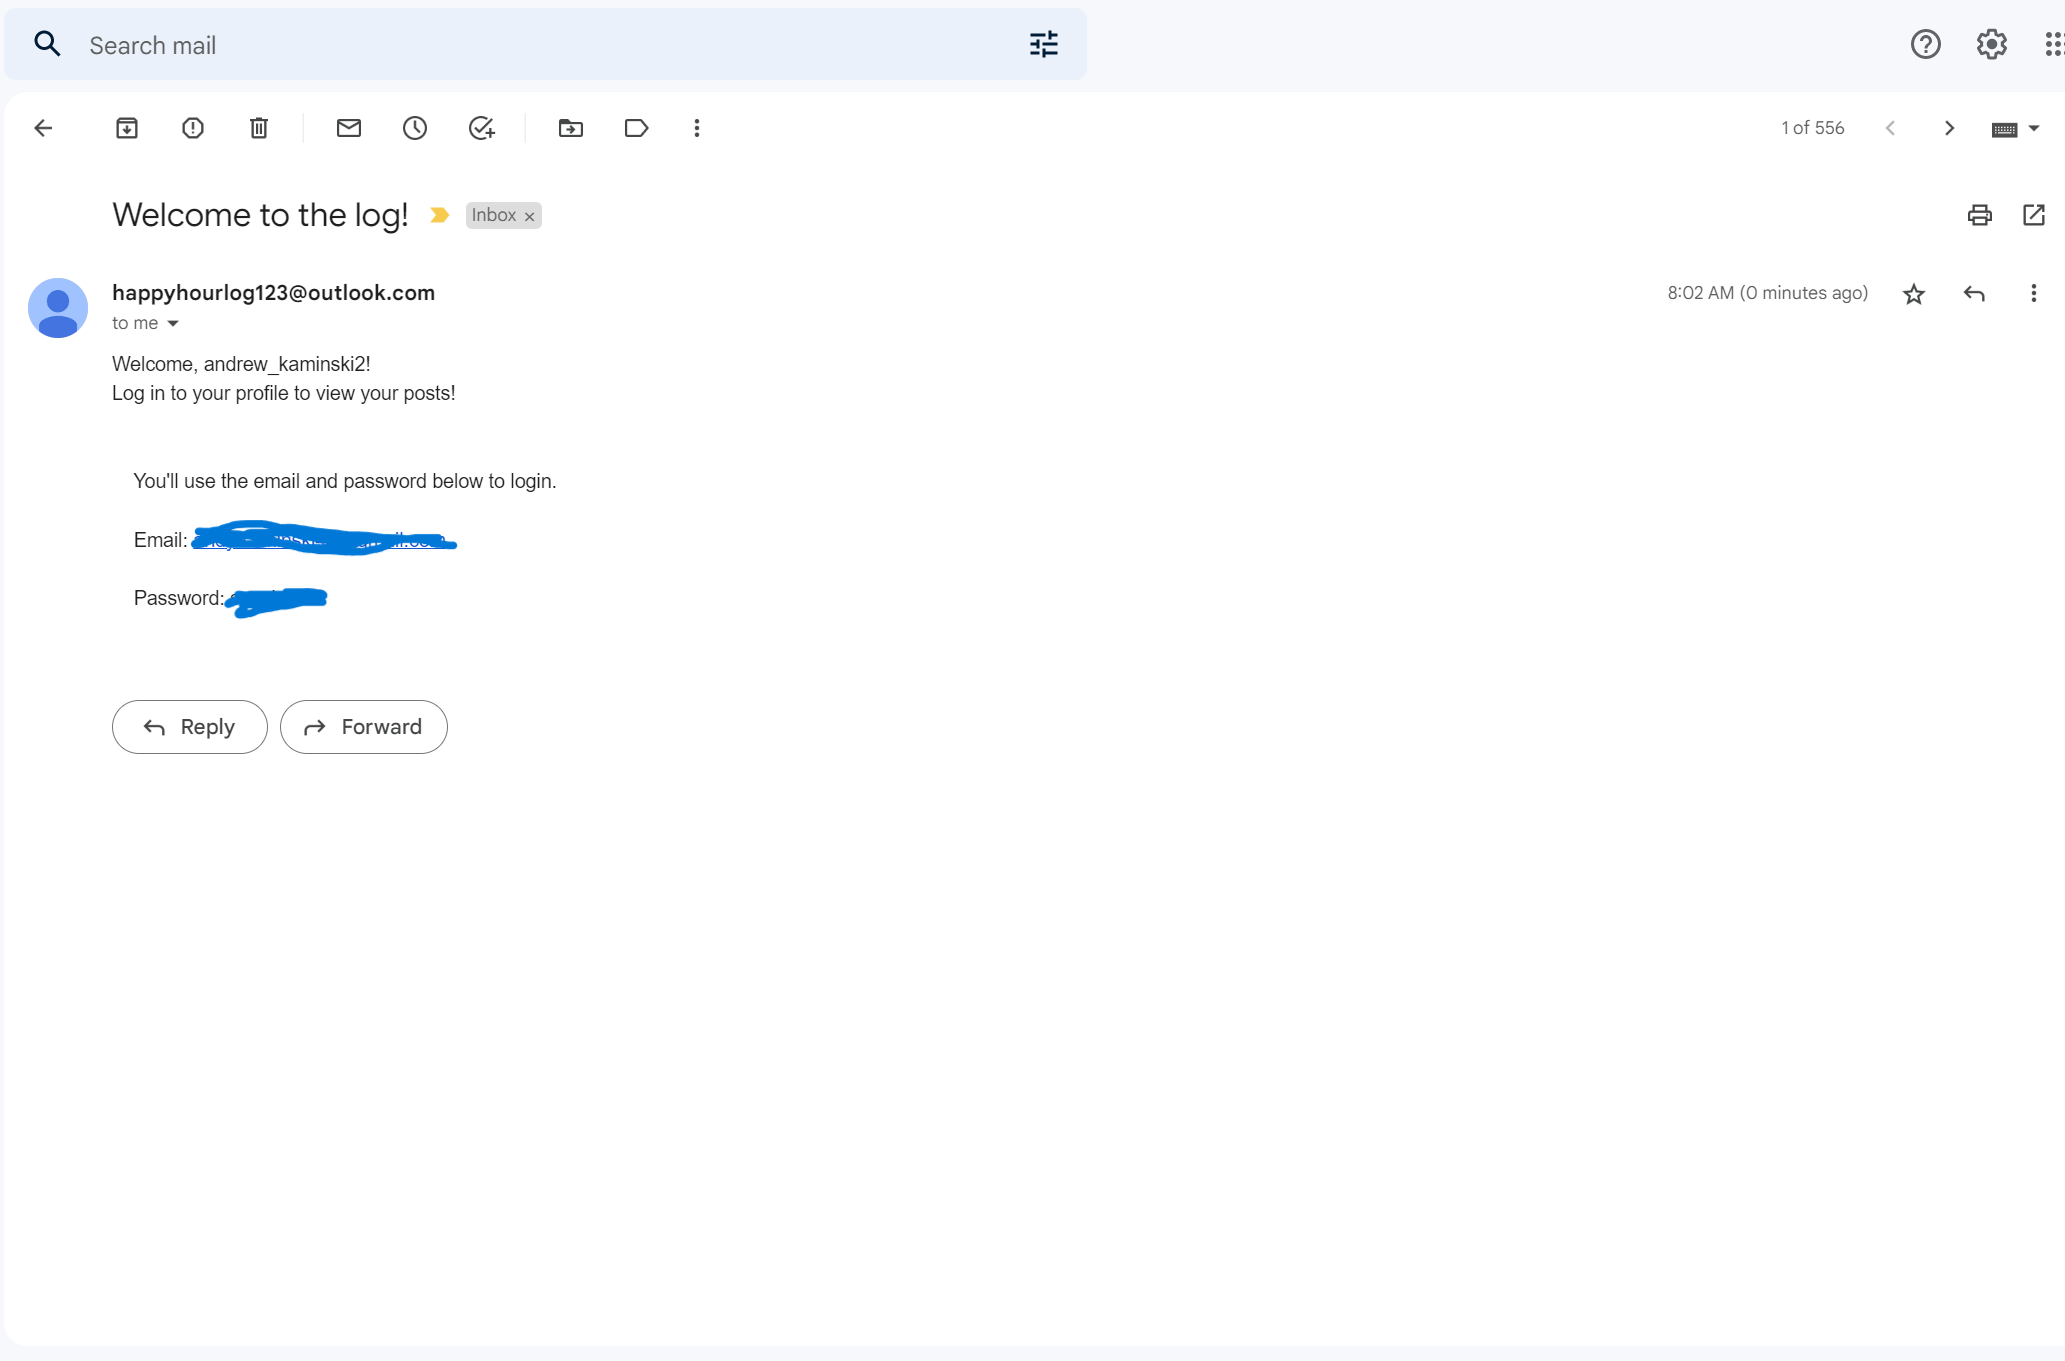 Search mail
1 of 556
Welcome to the log!
Inbox ×
happyhourlog123@outlook.com
8:02 AM (0 minutes ago)
to me
Welcome, andrew_kaminski2!
Log in to your profile to view your posts!
You'll use the email and password below to login.
Email:
Password:
Reply
Forward